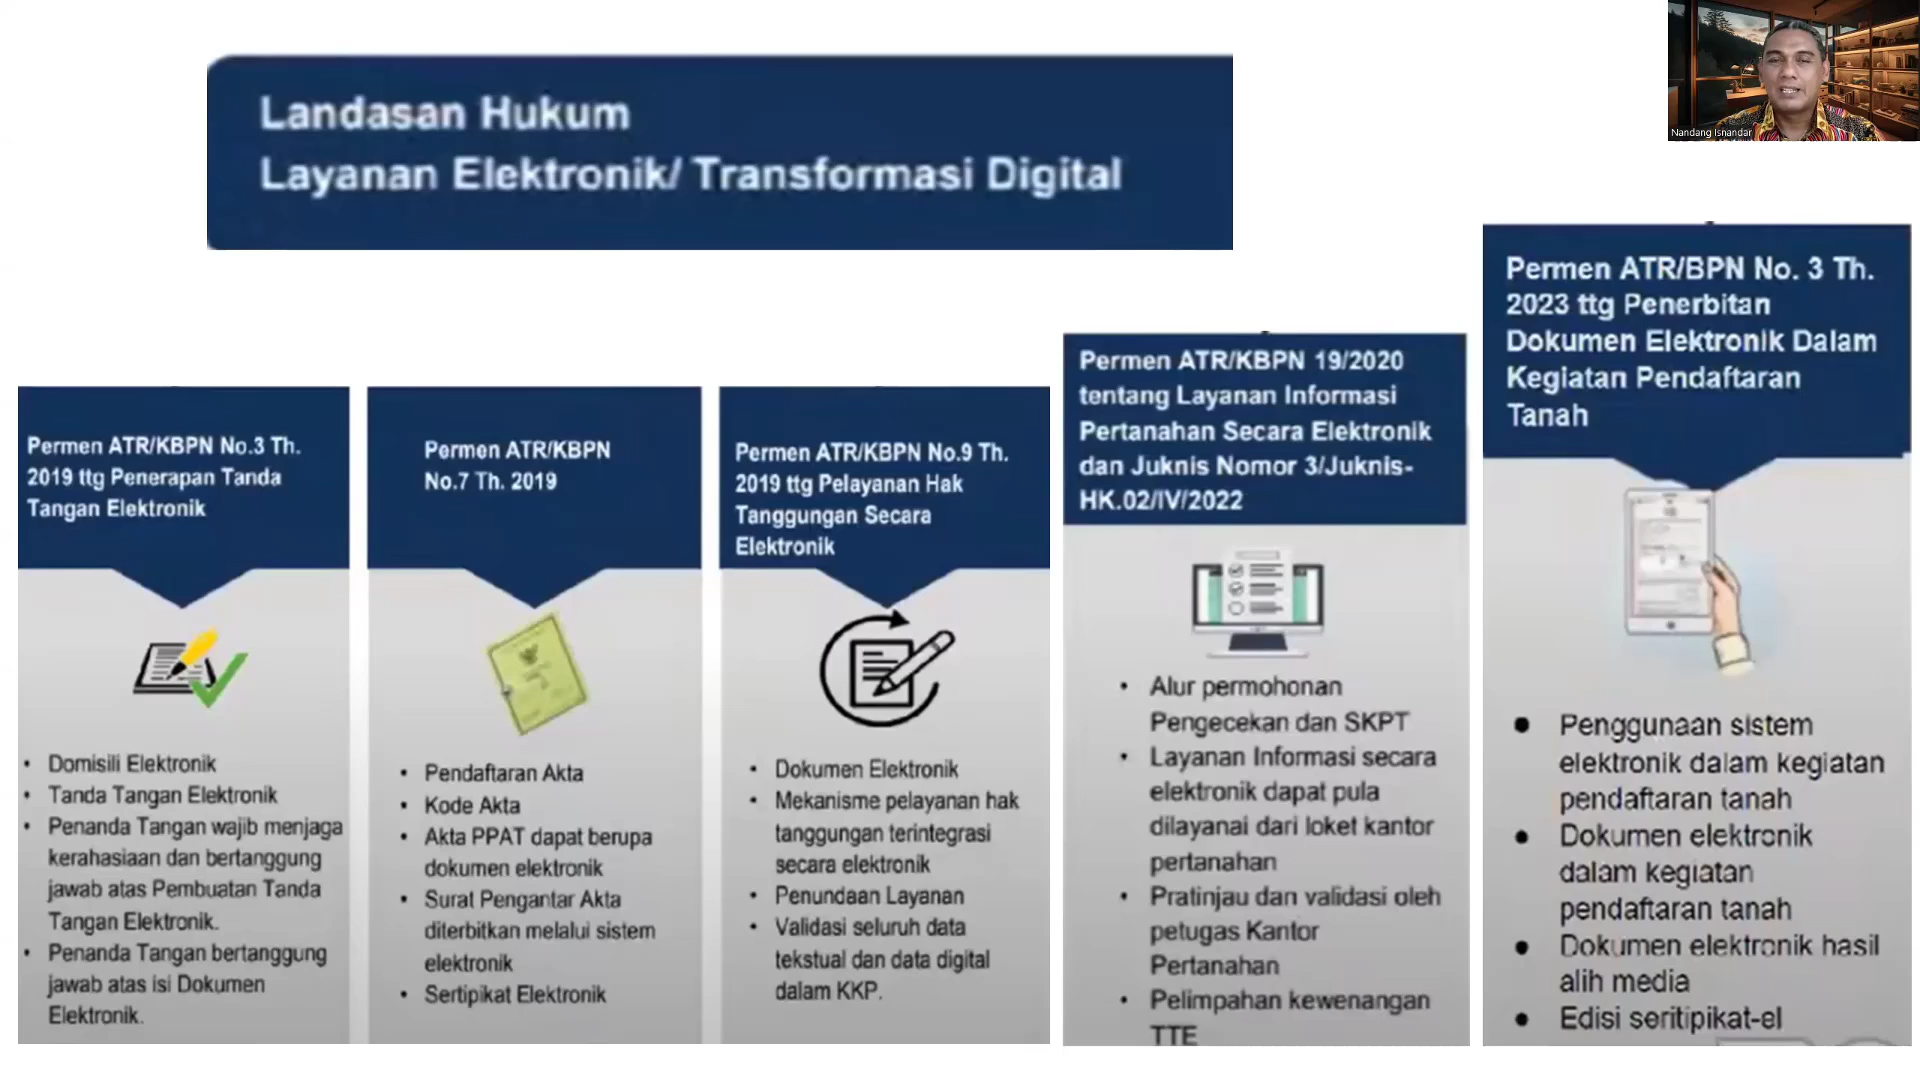 Landasan Hukum
Layanan Elektronik/ Transformasi Digital
Nandang Isnandar
Permen ATR/KBPN No.3 Th.
2019 ttg Penerapan Tanda
Tangan Elektronik
• Domisili Elektronik
• Tanda Tangan Elektronik
• Penanda Tangan wajib menjaga
kerahasiaan dan bertanggung
jawab atas Pembuatan Tanda
Tangan Elektronik.
• Penanda Tangan bertanggung
jawab atas isi Dokumen
Elektronik.
Permen ATR/KBPN
No.7 Th. 2019
• Pendaftaran Akta
• Kode Akta
• Akta PPAT dapat berupa
dokumen elektronik
• Surat Pengantar Akta
diterbitkan melalui sistem
elektronik
• Sertipikat Elektronik
Permen ATR/KBPN No.9 Th.
2019 ttg Pelayanan Hak
Tanggungan Secara
Elektronik
• Dokumen Elektronik
• Mekanisme pelayanan hak
tanggungan terintegrasi
secara elektronik
• Penundaan Layanan
• Validasi seluruh data
tekstual dan data digital
dalam KKP.
Permen ATR/KBPN 19/2020
tentang Layanan Informasi
Pertanahan Secara Elektronik
dan Juknis Nomor 3/Juknis-
HK.02/IV/2022
• Alur permohonan
Pengecekan dan SKPT
• Layanan Informasi secara
elektronik dapat pula
dilayanai dari loket kantor
pertanahan
• Pratinjau dan validasi oleh
petugas Kantor
Pertanahan
• Pelimpahan kewenangan
TTE
Permen ATR/BPN No. 3 Th.
2023 ttg Penerbitan
Dokumen Elektronik Dalam
Kegiatan Pendaftaran
Tanah
● Penggunaan sistem
elektronik dalam kegiatan
pendaftaran tanah
● Dokumen elektronik
dalam kegiatan
pendaftaran tanah
● Dokumen elektronik hasil
alih media
● Edisi seritipikat-el